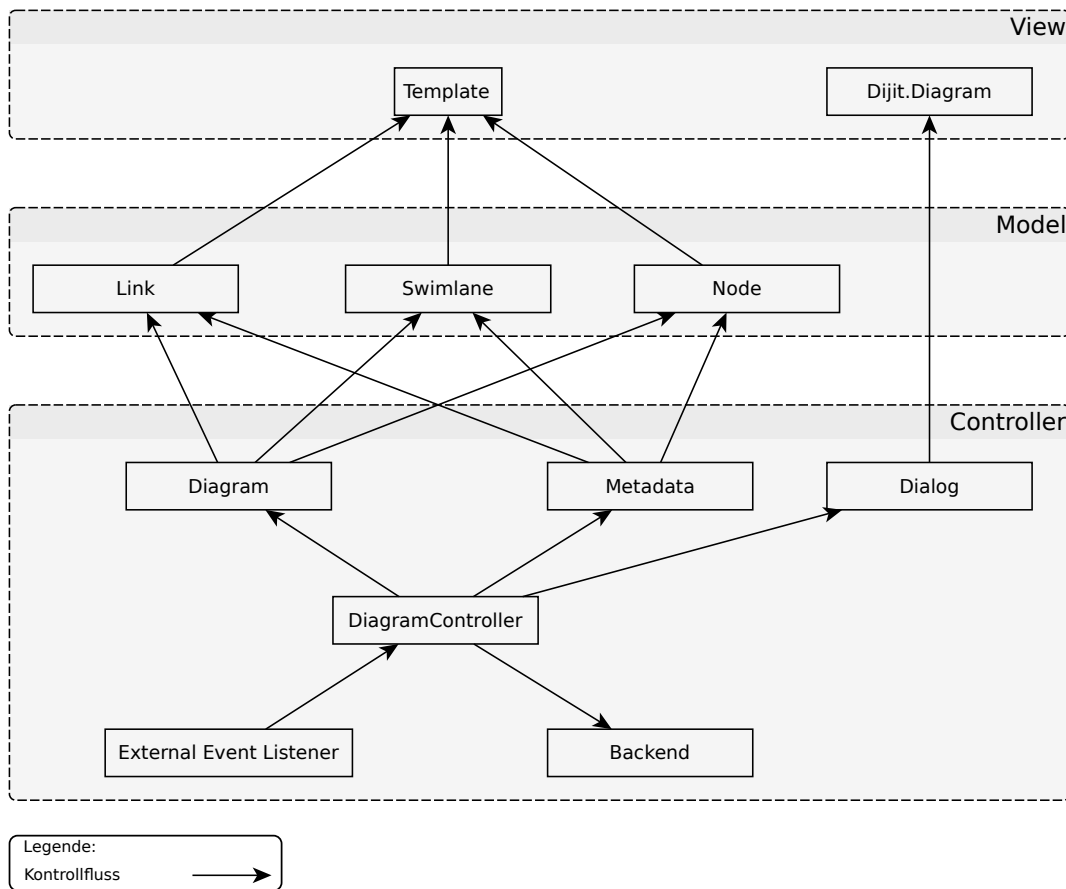 View
Template
Dijit.Diagram
Model
Link
Swimlane
Node
Controller
Diagram
Metadata
Dialog
DiagramController
External Event Listener
Backend
Legende:
Kontrollfluss